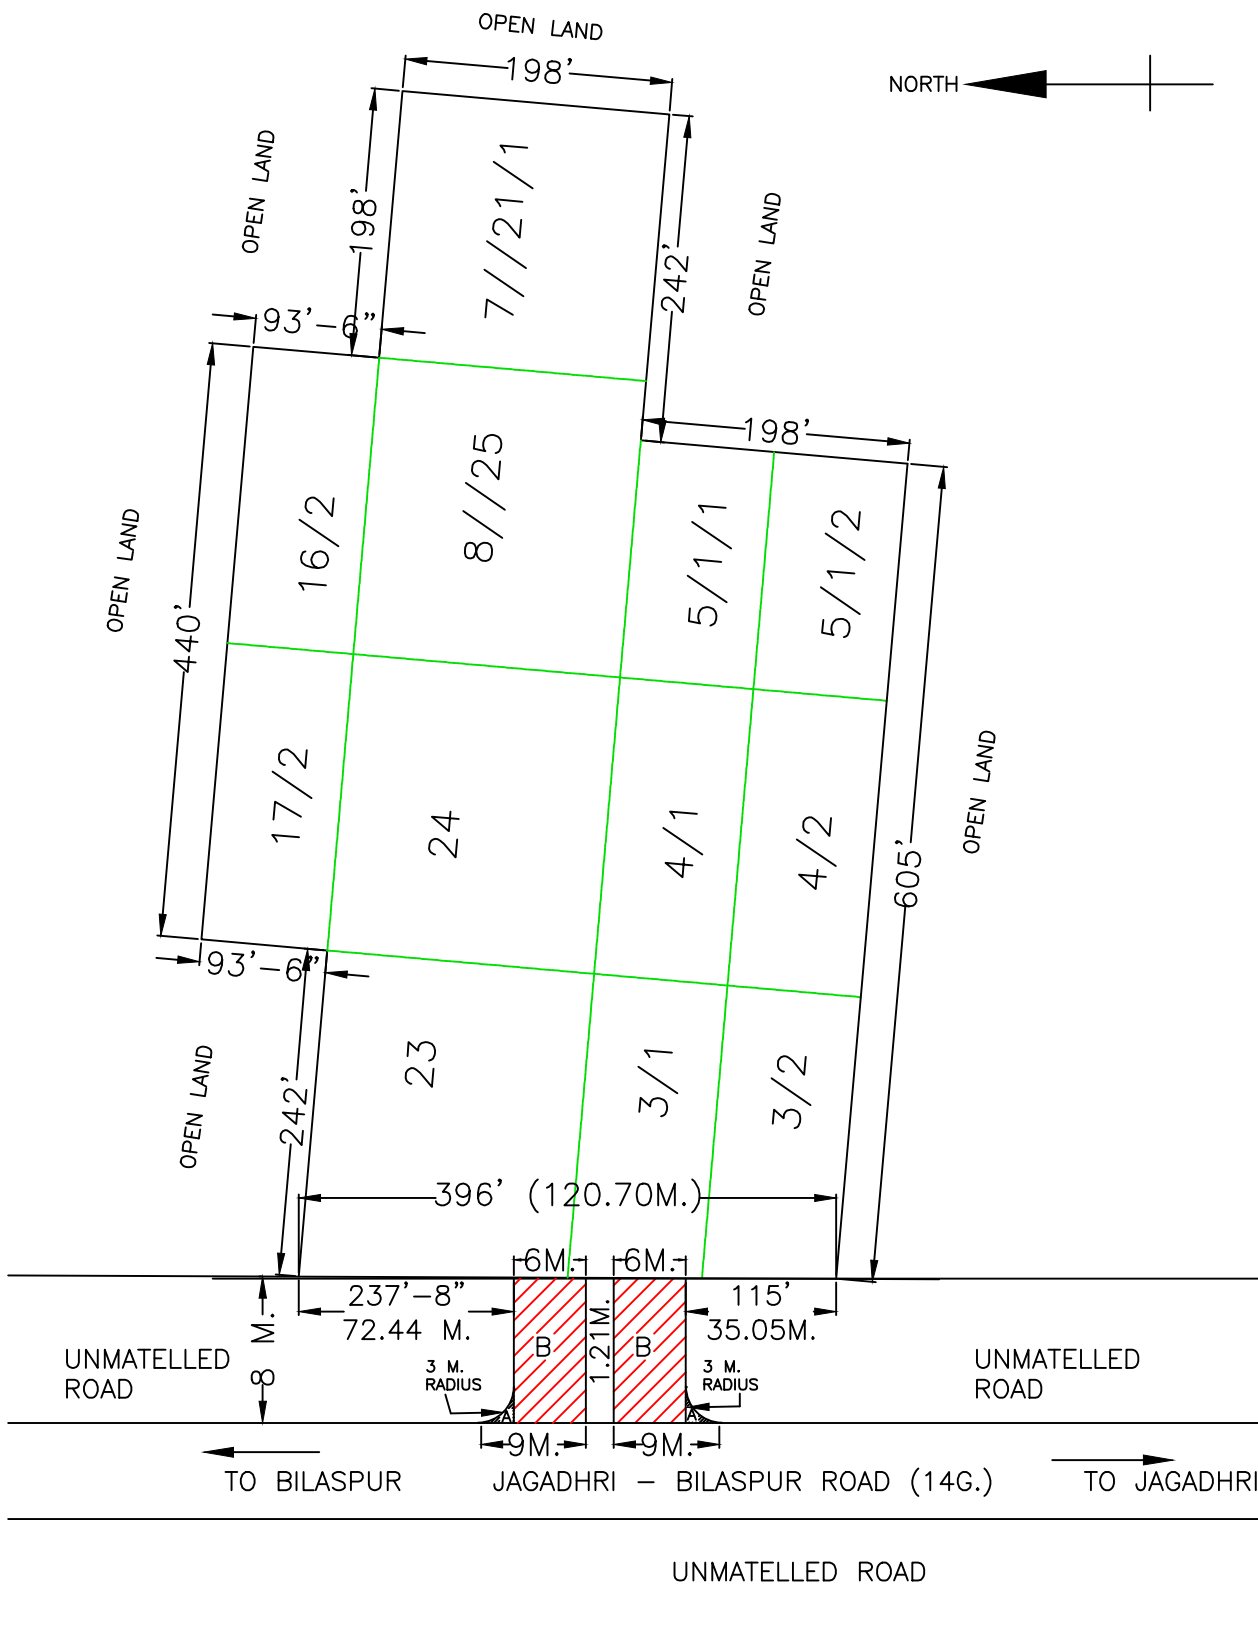 OPEN LAND
198'
NORTH
OPEN LAND
198'
7//21/1
242'
OPEN LAND
93'-6"
198'
16/2
8//25
5/1/1
5/1/2
OPEN LAND
440'
17/2
24
4/1
4/2
605'
OPEN LAND
93'-6"
23
3/1
3/2
OPEN LAND
242'
396' (120.70M.)
6M.
6M.
237'-8"
72.44 M.
115'
35.05M.
8 M.
B
1.21M.
B
UNMATELLED
ROAD
3 M.
RADIUS
A
3 M.
RADIUS
A
UNMATELLED
ROAD
9M.
9M.
TO BILASPUR
JAGADHRI - BILASPUR ROAD (14G.)
TO JAGADHRI
UNMATELLED ROAD